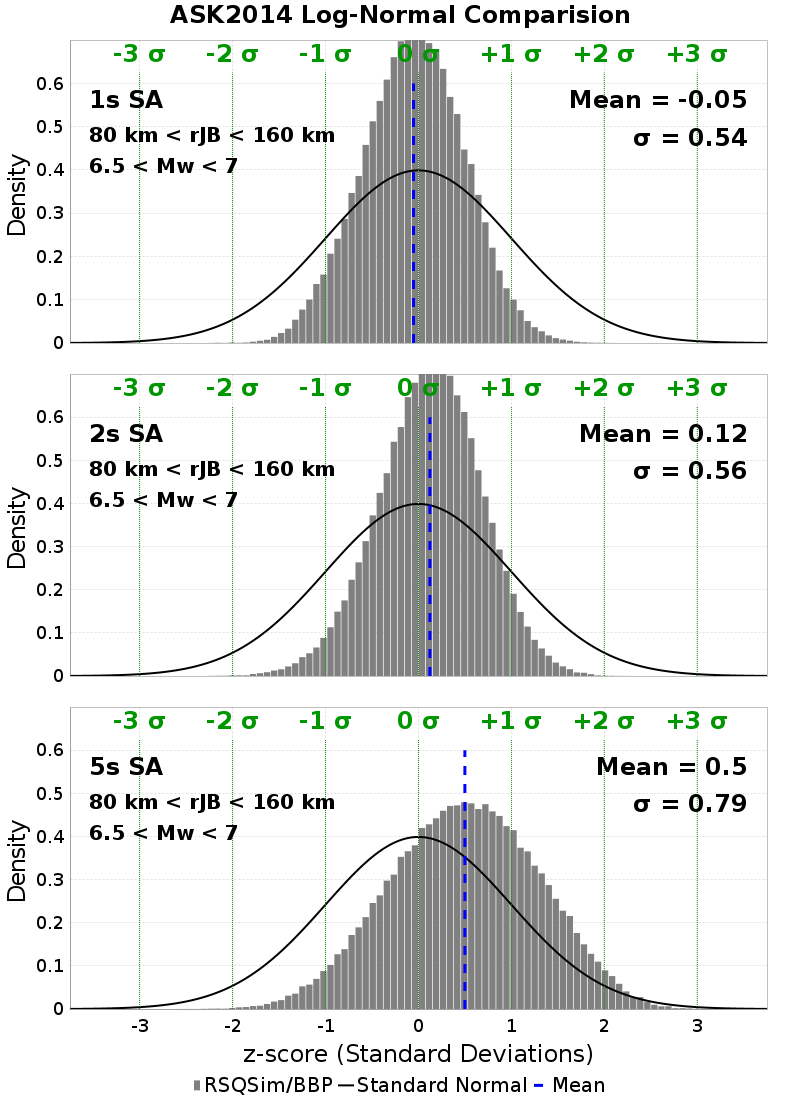 ASK2014 Log-Normal Comparision
-3 σ -2 σ -1 σ 0 σ +1 σ +2 σ +3 σ
1s SA
80 km < rJB < 160 km
6.5 < Mw < 7
Mean = -0.05
σ = 0.54
Density
0.6
0.5
0.4
0.3
0.2
0.1
0
-3 σ -2 σ -1 σ 0 σ +1 σ +2 σ +3 σ
2s SA
80 km < rJB < 160 km
6.5 < Mw < 7
Mean = 0.12
σ = 0.56
Density
0.6
0.5
0.4
0.3
0.2
0.1
0
-3 σ -2 σ -1 σ 0 σ +1 σ +2 σ +3 σ
5s SA
80 km < rJB < 160 km
6.5 < Mw < 7
Mean = 0.5
σ = 0.79
Density
0.6
0.5
0.4
0.3
0.2
0.1
0
-3 -2 -1 0 1 2 3
z-score (Standard Deviations)
RSQSim/BBP Standard Normal Mean